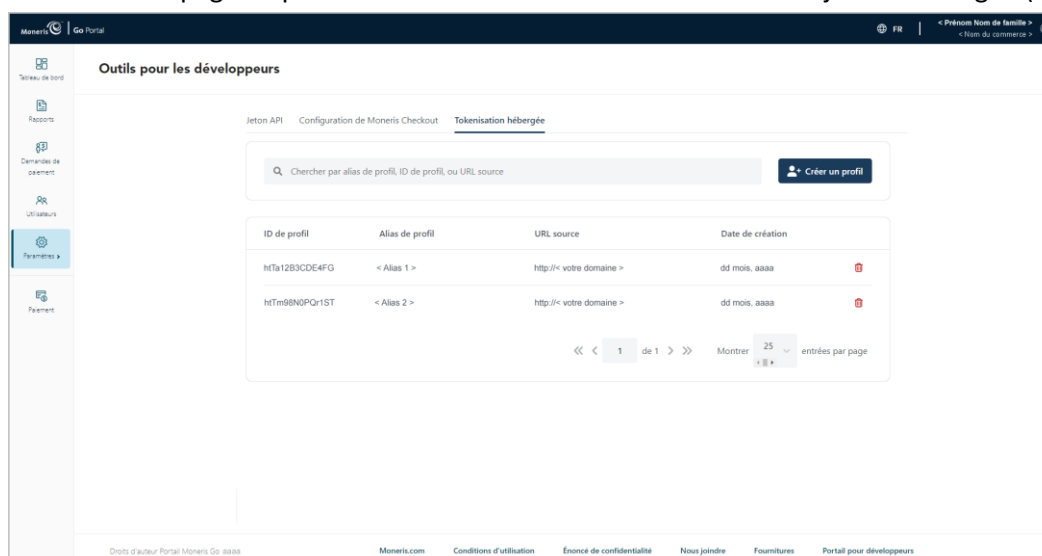 Moneris Go Portal
FR
< Prénom Nom de famille >
< Nom du commerce >
Tableau de bord
Rapports
Demandes de
paiement
Utilisateurs
Paramètres
Paiement
Outils pour les développeurs
Jeton API Configuration de Moneris Checkout Tokenisation hébergée
Chercher par alias de profil, ID de profil, ou URL source
Créer un profil
ID de profil Alias de profil URL source Date de création
htTa12B3CDE4FG < Alias 1 > http://< votre domaine > dd mois, aaaa
htTm98N0PQr1ST < Alias 2 > http://< votre domaine > dd mois, aaaa
1 de 1 Montrer 25 entrées par page
Droits d'auteur Portail Moneris Go aaaa
Moneris.com Conditions d'utilisation Énoncé de confidentialité Nous joindre Fournitures Portail pour développeurs